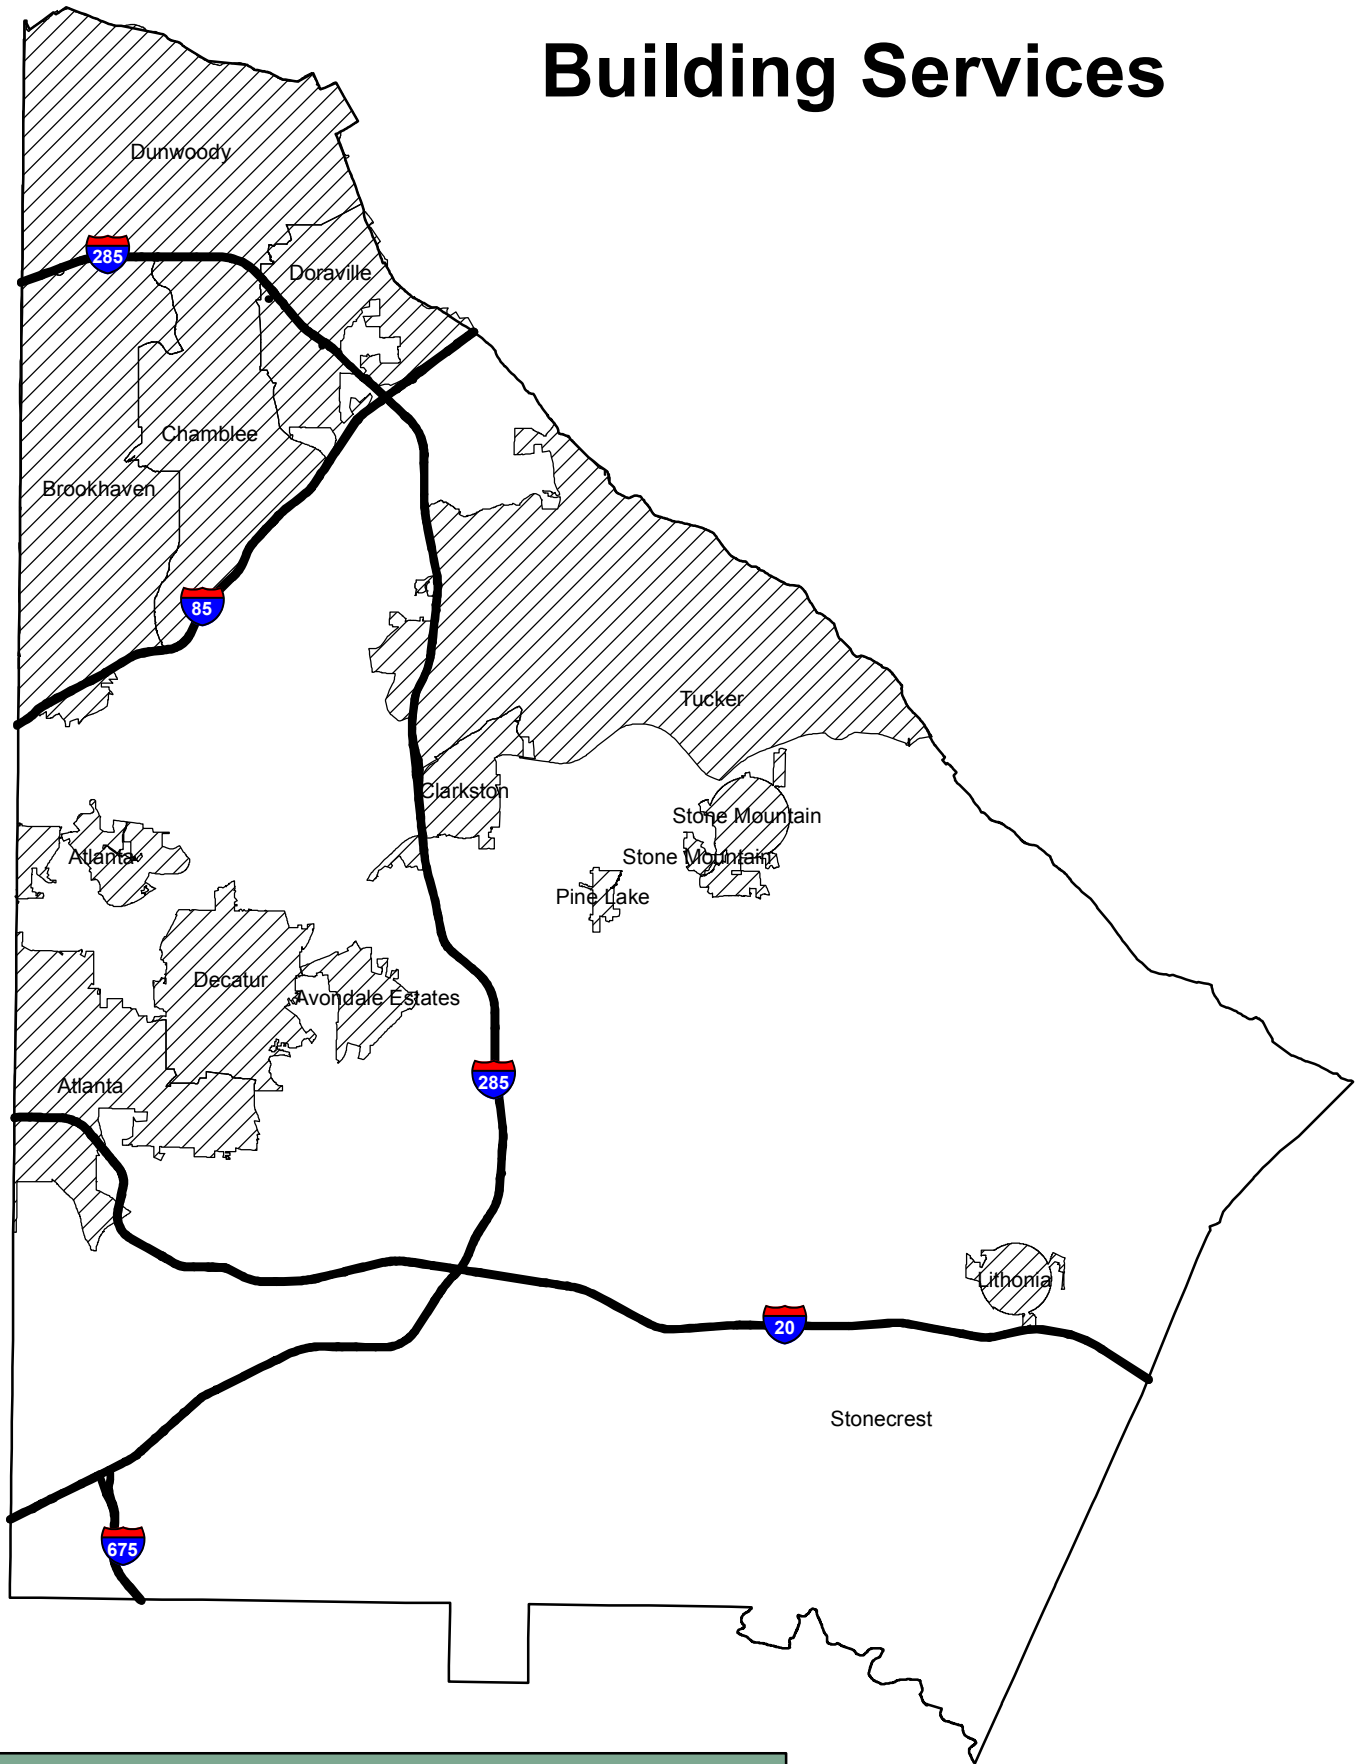 Building Services
Dunwoody
285
Doraville
Chamblee
Brookhaven
85
Tucker
Clarkston
Stone Mountain
Atlanta
Stone Mountain
Pine Lake
Decatur
Avondale Estates
285
Atlanta
Lithonia
20
Stonecrest
675